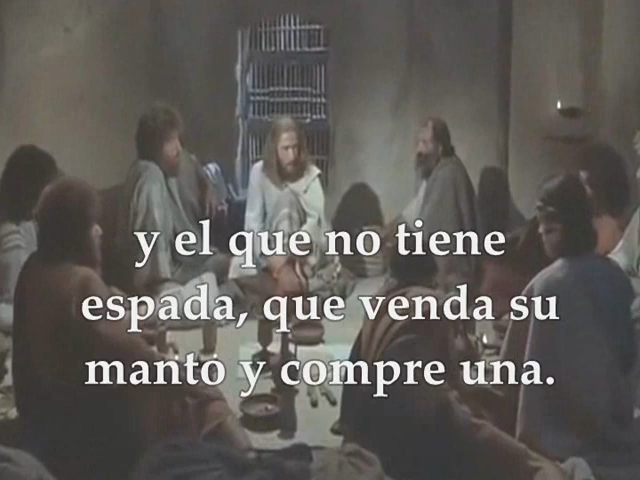 y el que no tiene
espada, que venda su
manto y compre una.